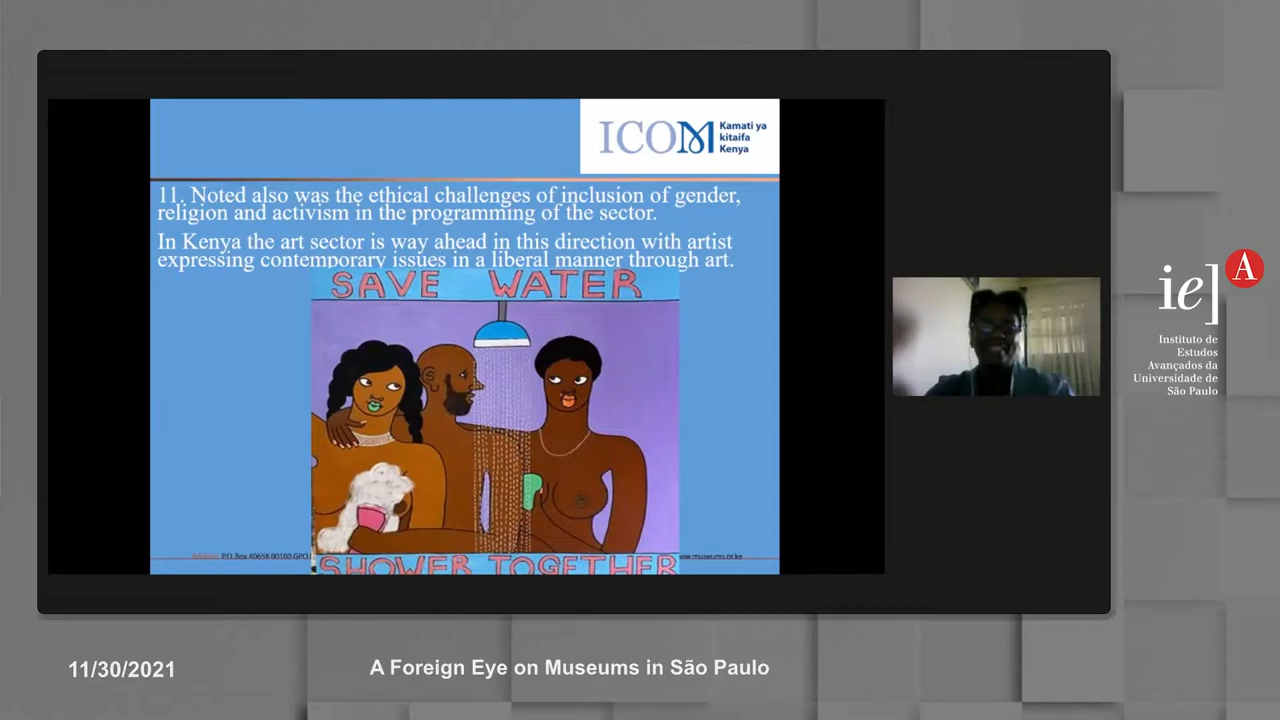 ICOM
Kamati ya
kitaifa
Kenya
11. Noted also was the ethical challenges of inclusion of gender,
religion and activism in the programming of the sector.
In Kenya the art sector is way ahead in this direction with artist
expressing contemporary issues in a liberal manner through art.
SAVE WATER
SHOWER TOGETHER
Address: P.O.Box 40658 00100 GPO
www.museums.or.ke
iea
A
Instituto de
Estudos
Avançados da
Universidade de
São Paulo
11/30/2021
A Foreign Eye on Museums in São Paulo